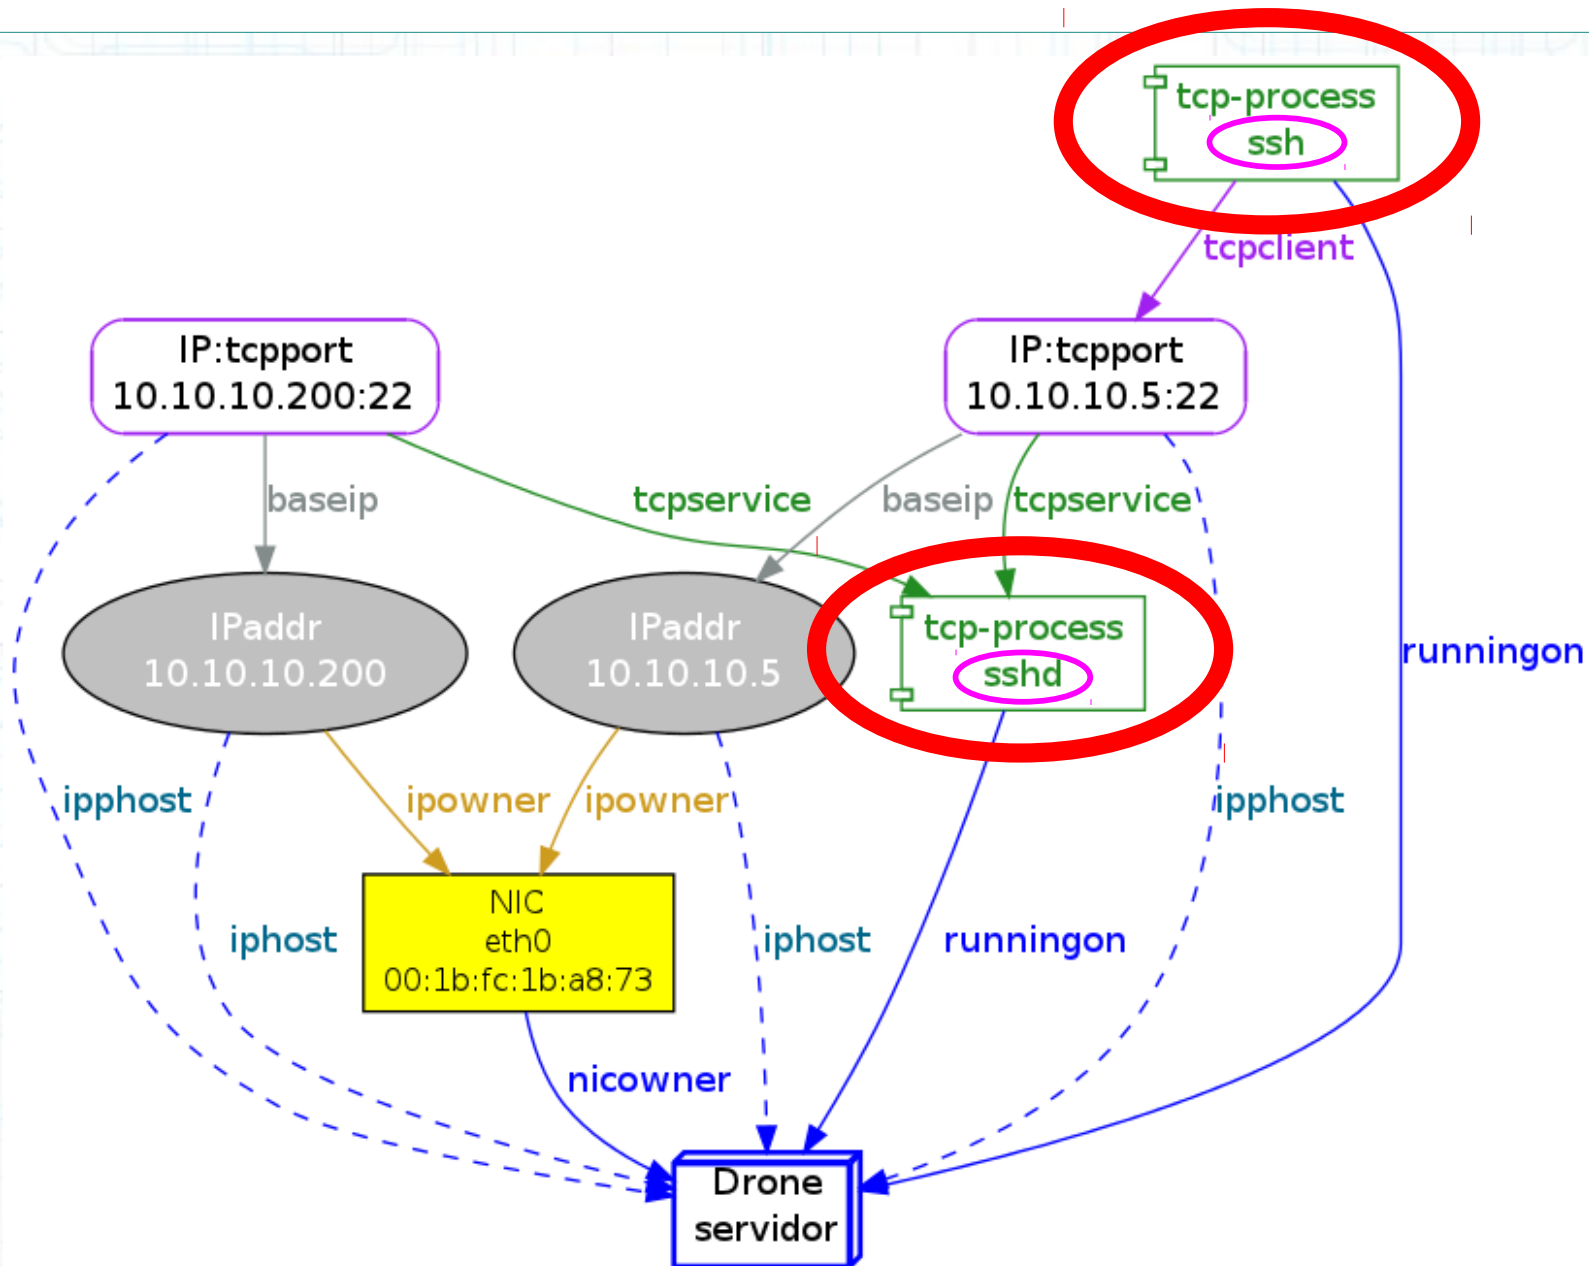 tcp-process
ssh
tcpclient
IP:tcpport
10.10.10.200:22
IP:tcpport
10.10.10.5:22
baseip
tcpservice
baseip
tcpservice
IPaddr
10.10.10.200
IPaddr
10.10.10.5
tcp-process
sshd
runningon
ipphost
ipowner
ipowner
ipphost
NIC
eth0
00:1b:fc:1b:a8:73
iphost
iphost
runningon
nicowner
Drone
servidor